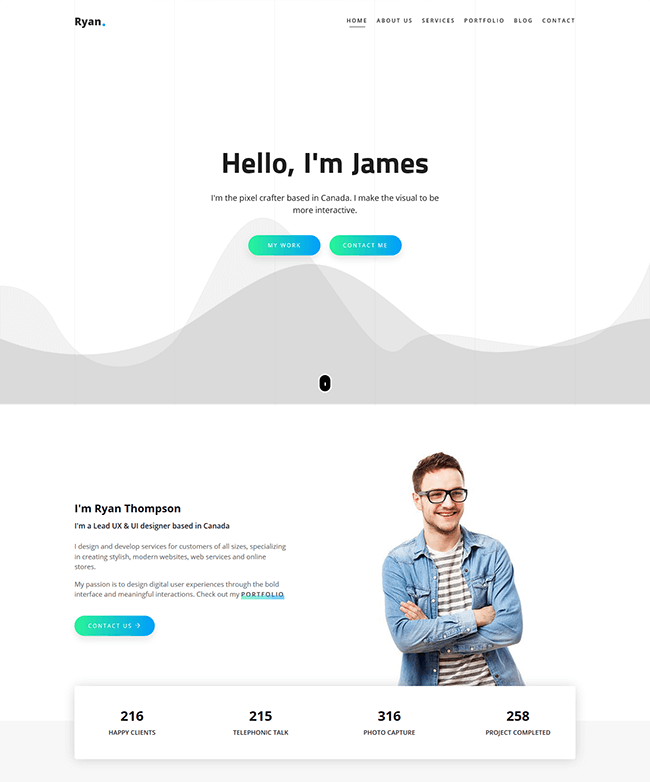 Ryan.
HOME ABOUT US SERVICES PORTFOLIO BLOG CONTACT
Hello, I'm James
I'm the pixel crafter based in Canada. I make the visual to be
more interactive.
MY WORK
CONTACT ME
I'm Ryan Thompson
I'm a Lead UX & UI designer based in Canada
I design and develop services for customers of all sizes, specializing
in creating stylish, modern websites, web services and online
stores.
My passion is to design digital user experiences through the bold
interface and meaningful interactions. Check out my PORTFOLIO
CONTACT US →
216
HAPPY CLIENTS
215
TELEPHONIC TALK
316
PHOTO CAPTURE
258
PROJECT COMPLETED